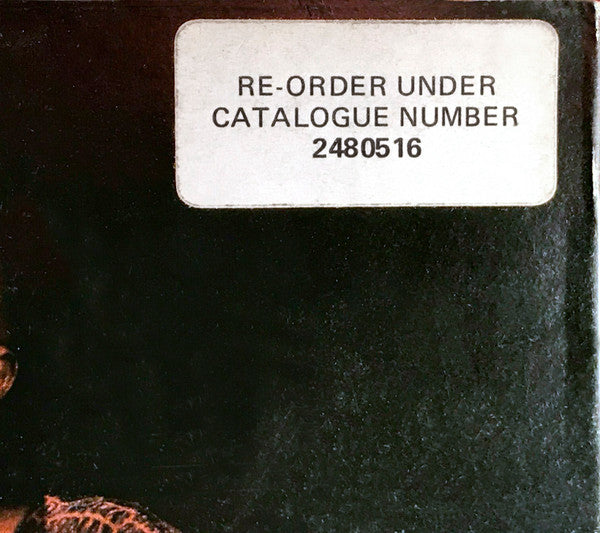 RE-ORDER UNDER
CATALOGUE NUMBER
2480516